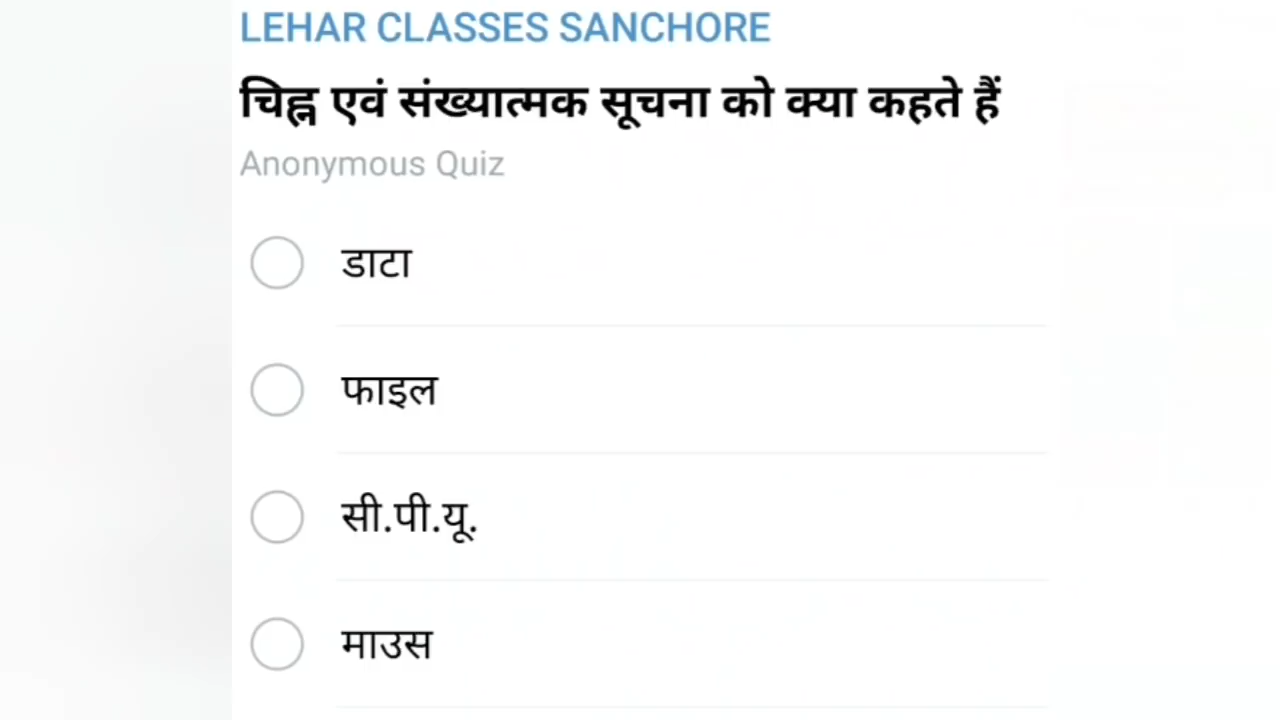 LEHAR CLASSES SANCHORE
चिह्न एवं संख्यात्मक सूचना को क्या कहते हैं
Anonymous Quiz
डाटा
फाइल
सी.पी.यू.
माउस